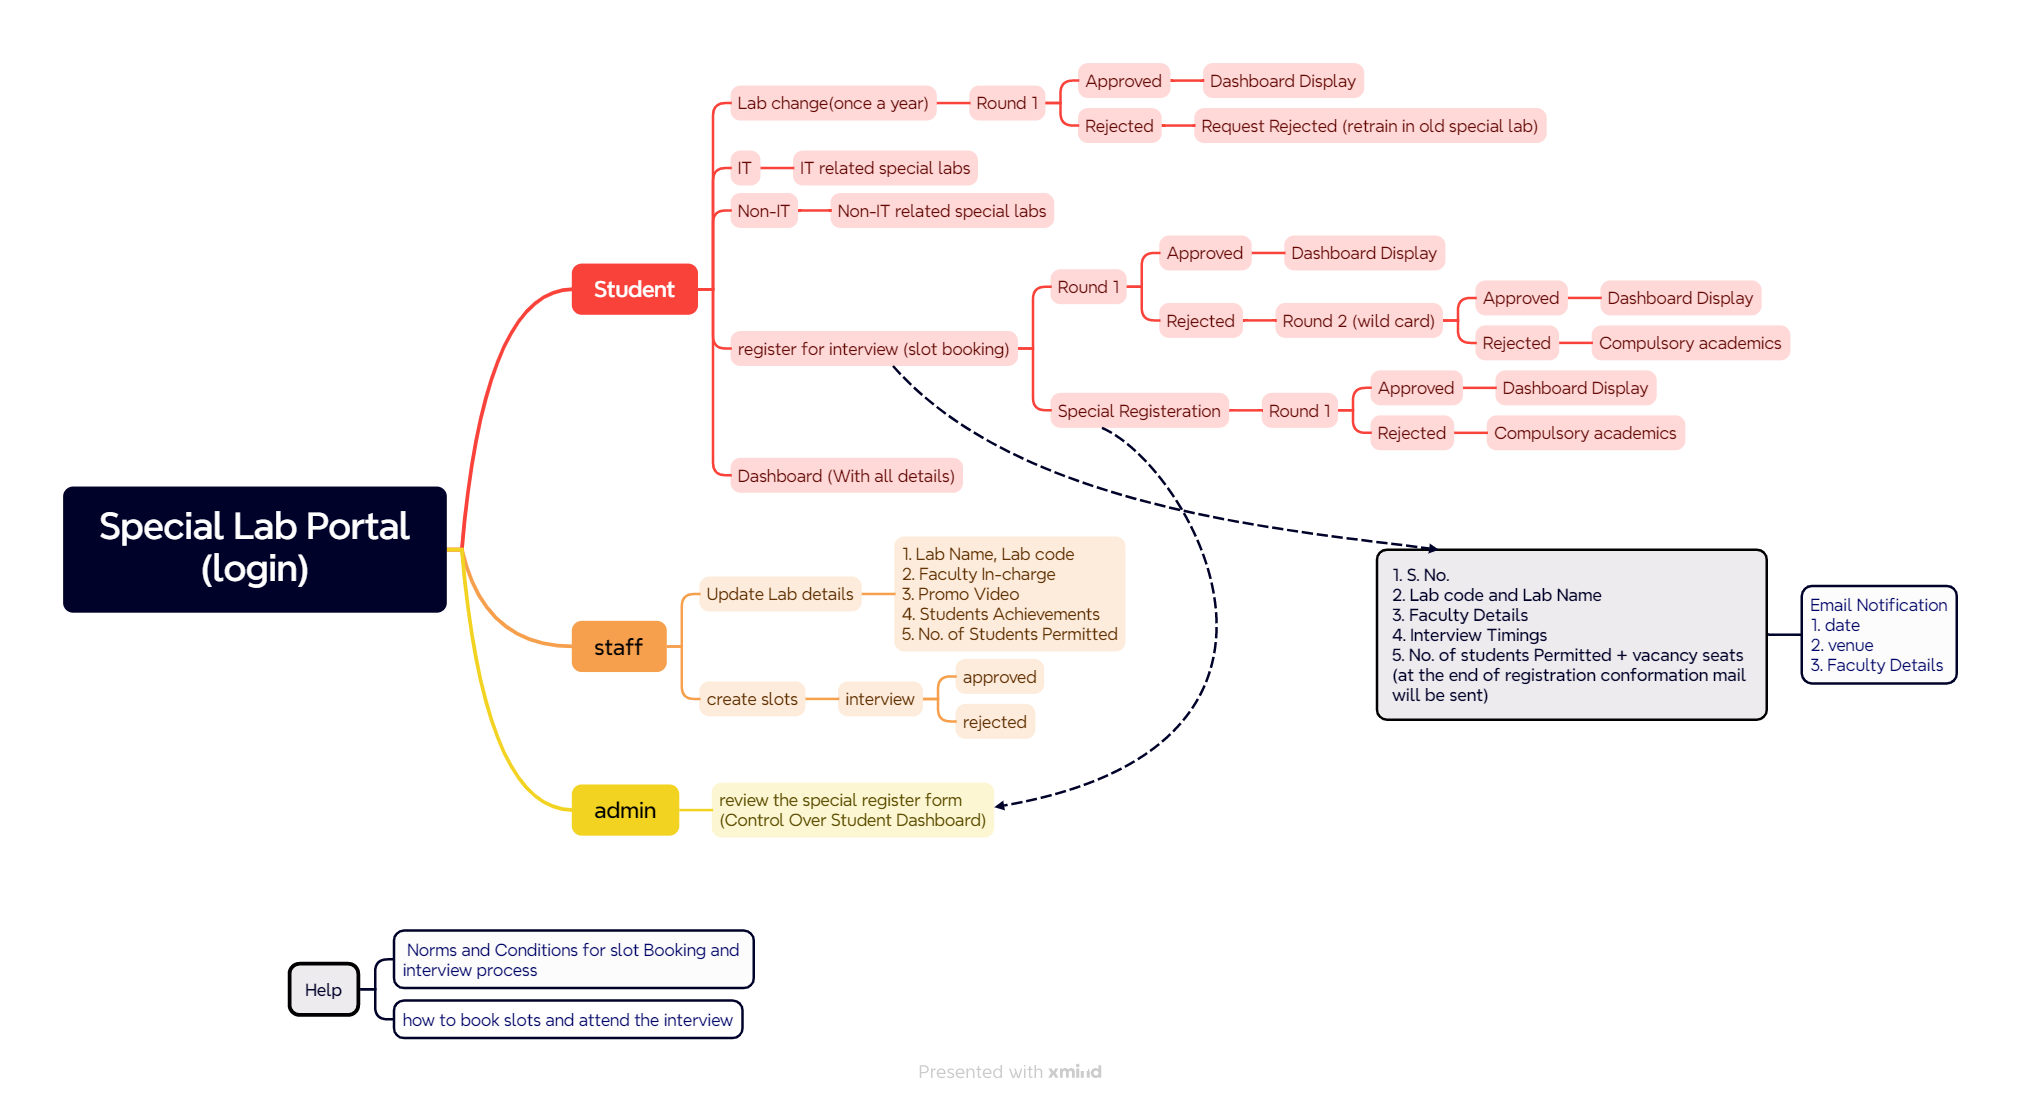 Special Lab Portal
(login)
Student
Lab change(once a year)
Round 1
Approved
Dashboard Display
Rejected
Request Rejected (retrain in old special lab)
IT
IT related special labs
Non-IT
Non-IT related special labs
register for interview (slot booking)
Round 1
Approved
Dashboard Display
Rejected
Round 2 (wild card)
Approved
Dashboard Display
Rejected
Compulsory academics
Special Registeration
Round 1
Approved
Dashboard Display
Rejected
Compulsory academics
Dashboard (With all details)
staff
Update Lab details
1. Lab Name, Lab code
2. Faculty In-charge
3. Promo Video
4. Students Achievements
5. No. of Students Permitted
create slots
interview
approved
rejected
admin
review the special register form
(Control Over Student Dashboard)
1. S. No.
2. Lab code and Lab Name
3. Faculty Details
4. Interview Timings
5. No. of students Permitted + vacancy seats
(at the end of registration conformation mail
will be sent)
Email Notification
1. date
2. venue
3. Faculty Details
Help
Norms and Conditions for slot Booking and
interview process
how to book slots and attend the interview
Presented with xmind